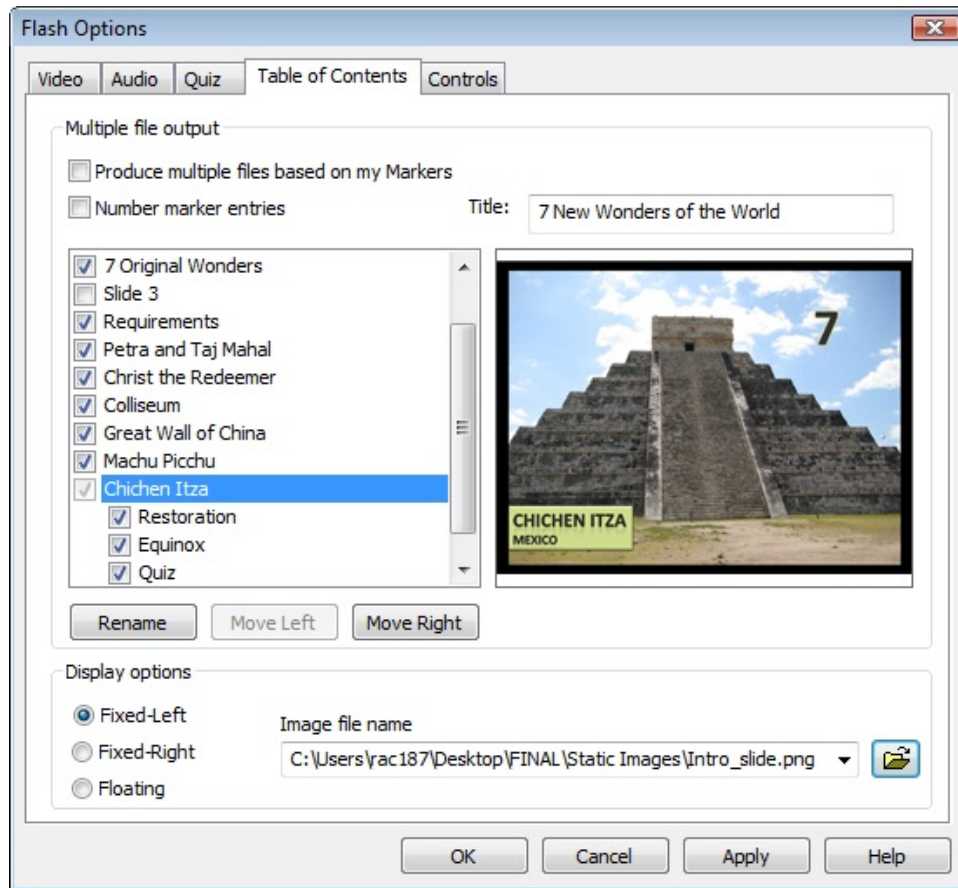 Flash Options
Video Audio Quiz Table of Contents Controls
Multiple file output
Produce multiple files based on my Markers
Number marker entries Title: 7 New Wonders of the World
7 Original Wonders
Slide 3
Requirements
Petra and Taj Mahal
Christ the Redeemer
Colliseum
Great Wall of China
Machu Picchu
Chichen Itza
Restoration
Equinox
Quiz
7
CHICHEN ITZA
MEXICO
Rename Move Left Move Right
Display options
Fixed-Left
Fixed-Right
Floating
Image file name
C:\Users\rac187\Desktop\FINAL\Static Images\Intro_slide.png
OK Cancel Apply Help